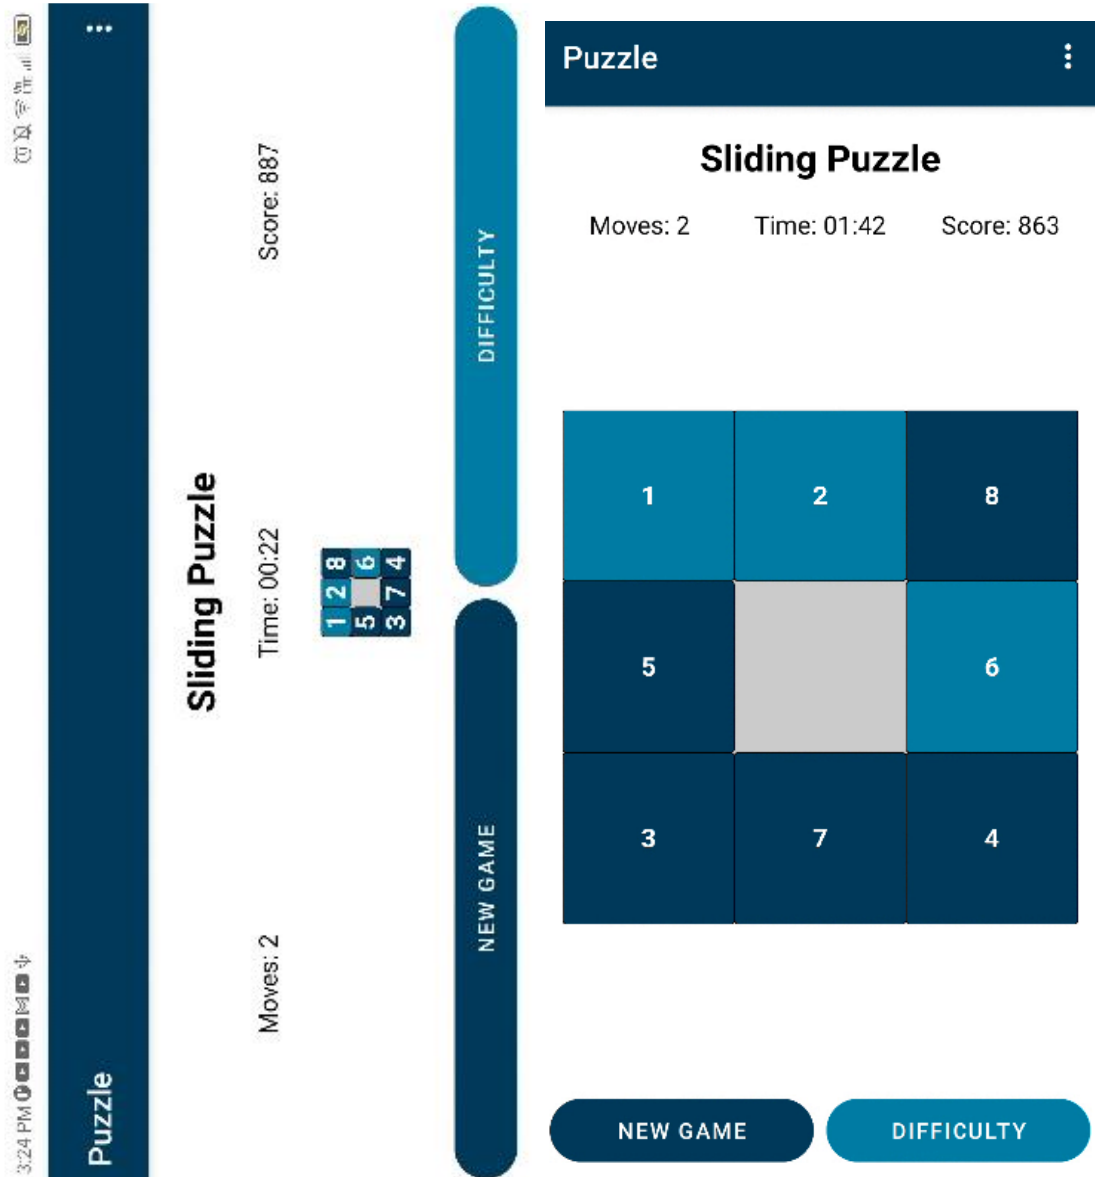 3:24 PM
Puzzle
Sliding Puzzle
Moves: 2 Time: 00:22 Score: 887
1 2 8
5 6
3 7 4
NEW GAME DIFFICULTY
Puzzle
Sliding Puzzle
Moves: 2 Time: 01:42 Score: 863
1 2 8
5 6
3 7 4
NEW GAME DIFFICULTY